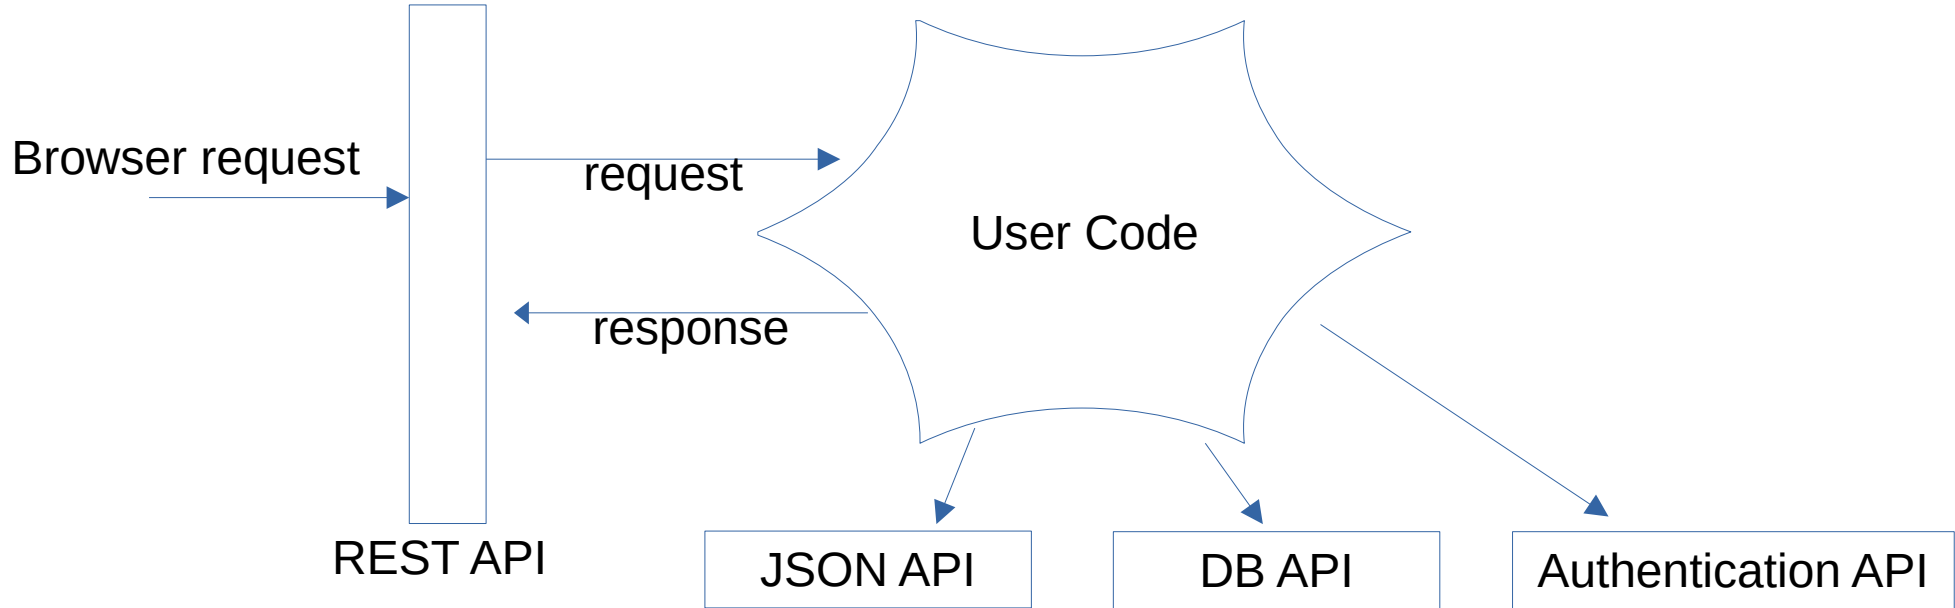 Browser request
request
User Code
response
REST API
JSON API
DB API
Authentication API